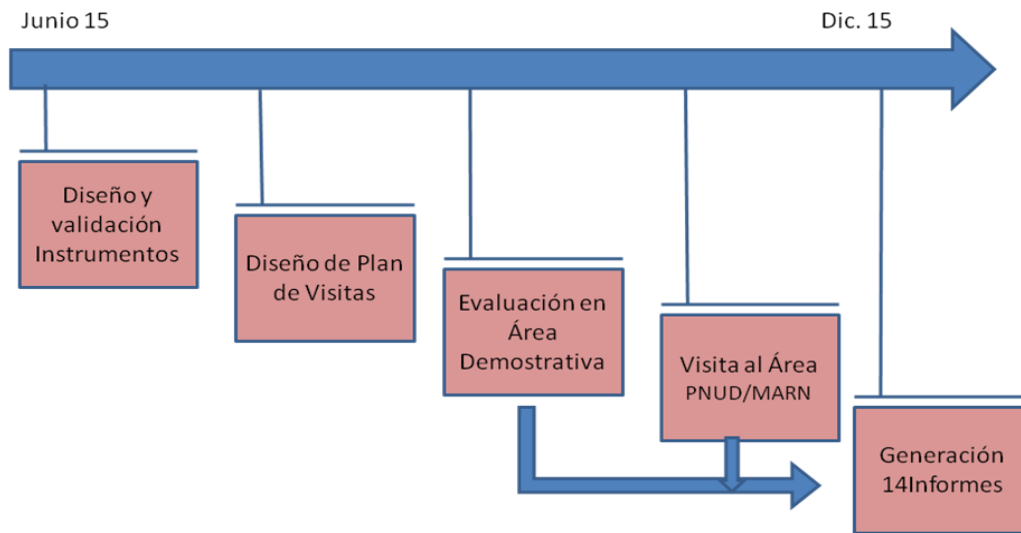 Junio 15
Dic. 15
Diseño y
validación
Instrumentos
Diseño de Plan
de Visitas
Evaluación en
Área
Demostrativa
Visita al Área
PNUD/MARN
Generación
14Informes